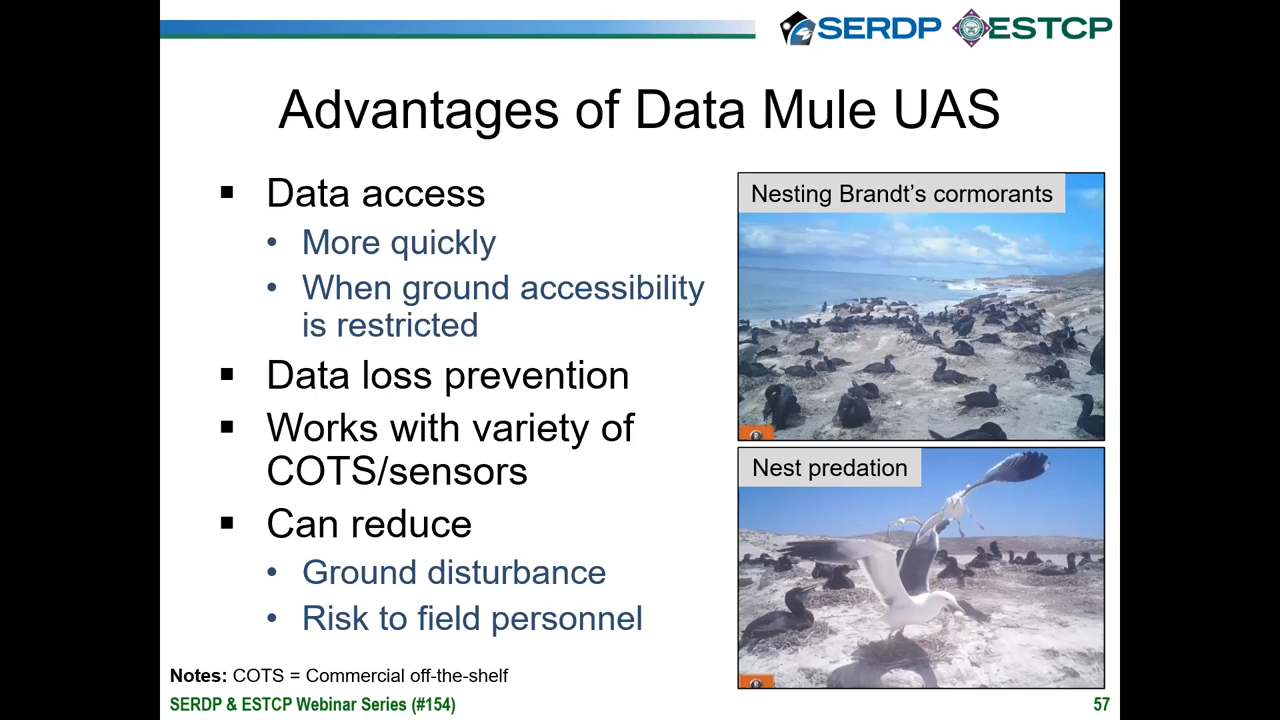 SERDP ESTCP
Advantages of Data Mule UAS
▪ Data access
• More quickly
• When ground accessibility
is restricted
▪ Data loss prevention
▪ Works with variety of
COTS/sensors
▪ Can reduce
• Ground disturbance
• Risk to field personnel
Nesting Brandt’s cormorants
Nest predation
Notes: COTS = Commercial off-the-shelf
SERDP & ESTCP Webinar Series (#154)
57